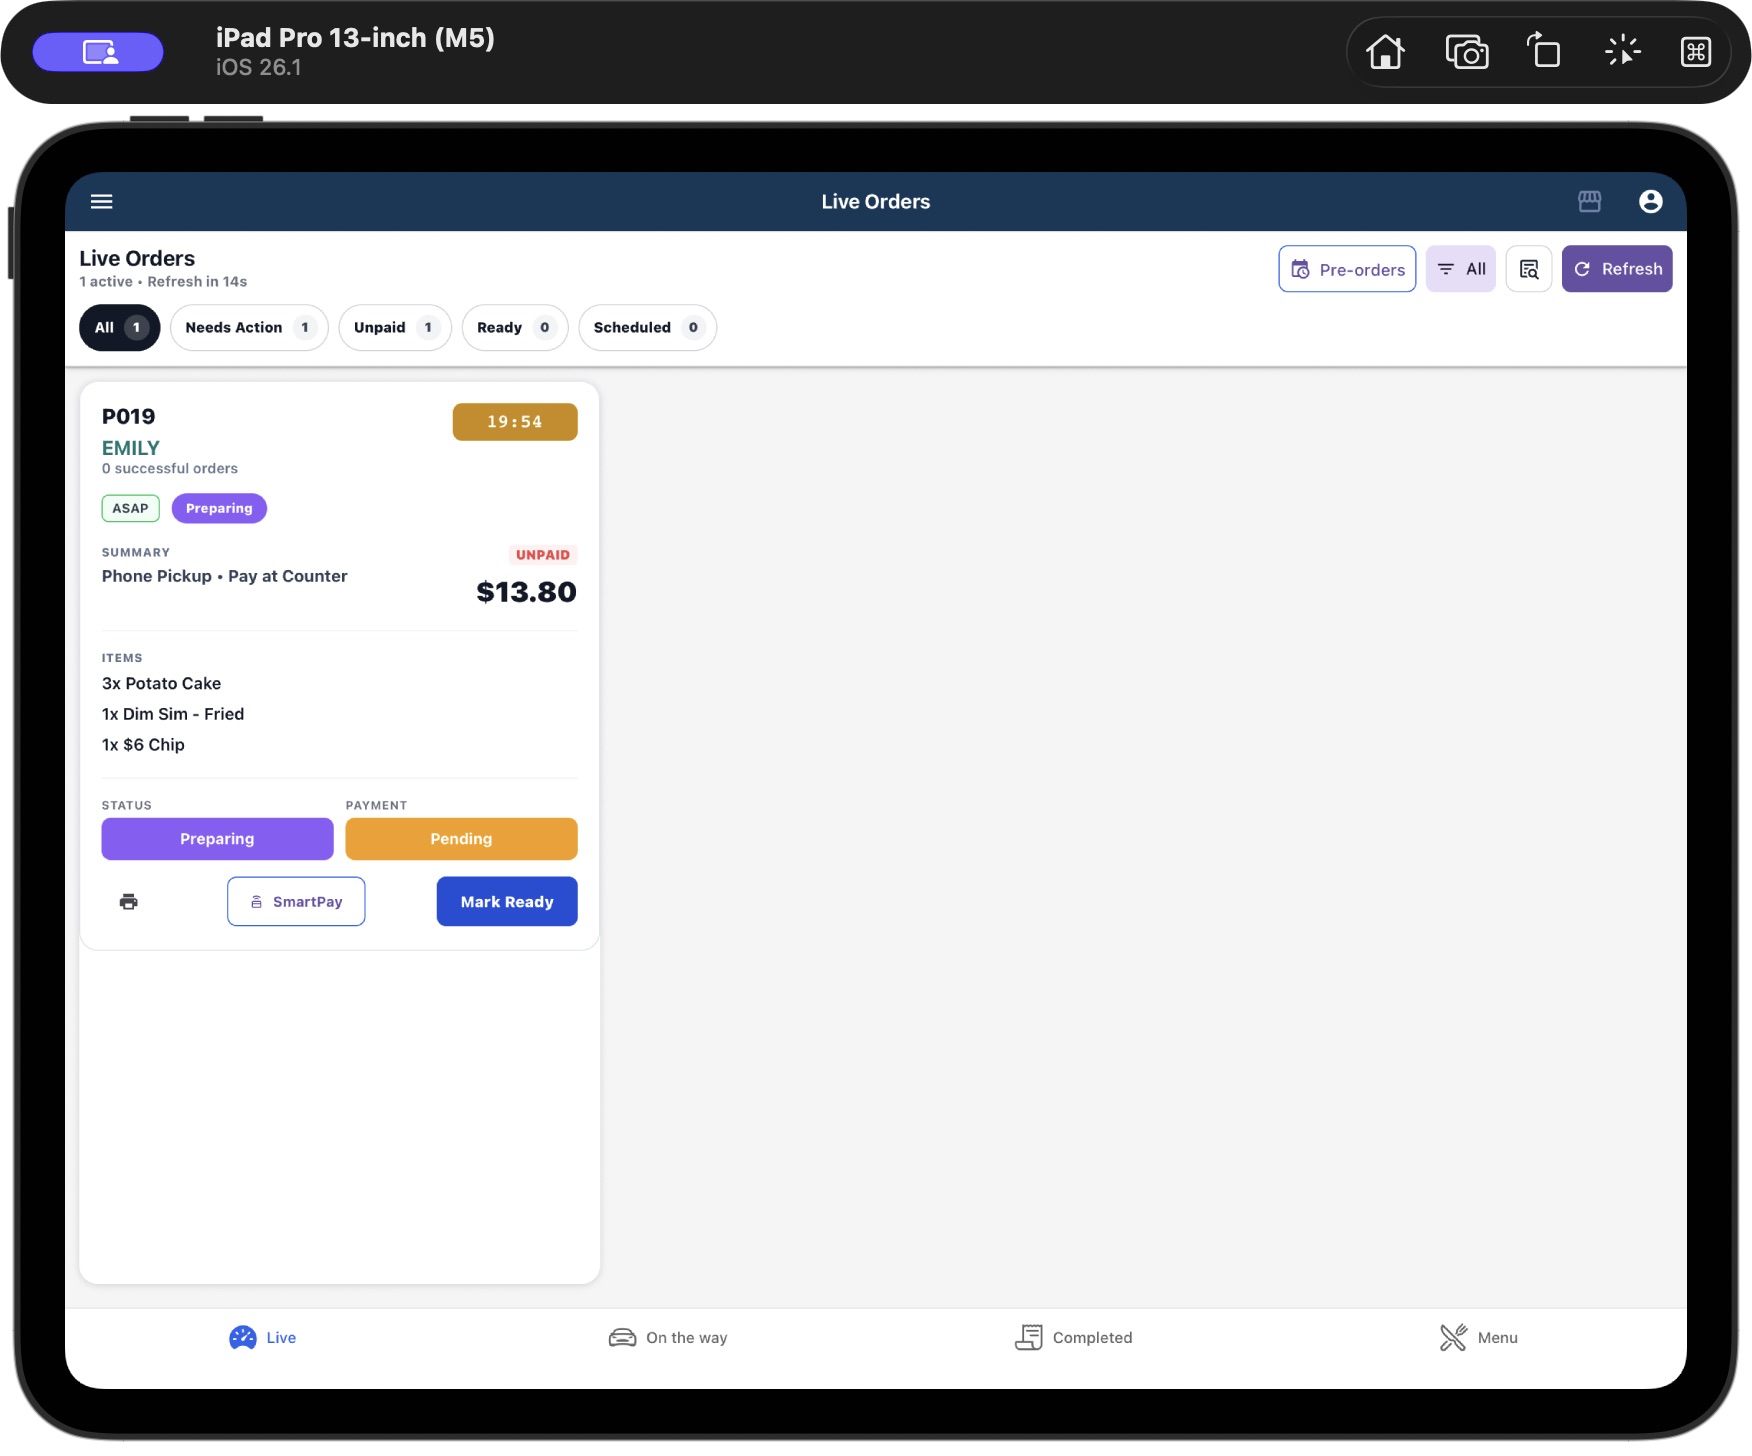 iPad Pro 13-inch (M5)
iOS 26.1
Live Orders
Live Orders
1 active • Refresh in 14s
Pre-orders
All
Refresh
All 1
Needs Action 1
Unpaid 1
Ready 0
Scheduled 0
P019
19:54
EMILY
0 successful orders
ASAP
Preparing
SUMMARY
UNPAID
Phone Pickup • Pay at Counter
$13.80
ITEMS
3x Potato Cake
1x Dim Sim - Fried
1x $6 Chip
STATUS
PAYMENT
Preparing
Pending
SmartPay
Mark Ready
Live
On the way
Completed
Menu